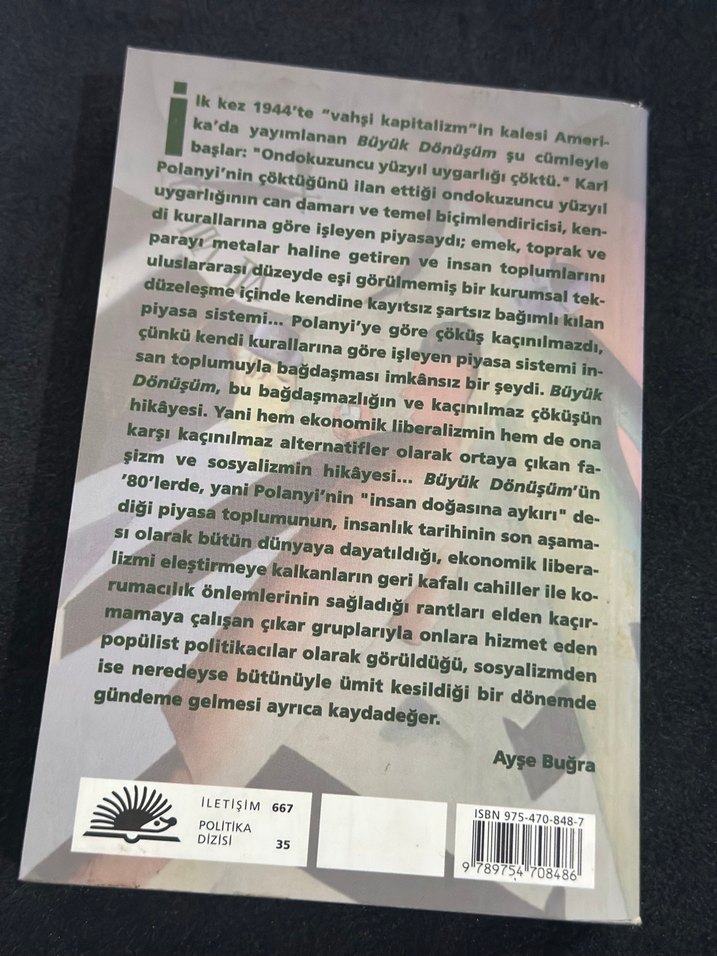 İlk kez 1944'te "vahşi kapitalizm"in kalesi Ameri-
ka'da yayımlanan Büyük Dönüşüm şu cümleyle
başlar: "Ondokuzuncu yüzyıl uygarlığı çöktü." Karl
Polanyi'nin çöktüğünü ilan ettiği ondokuzuncu yüzyıl
uygarlığının can damarı ve temel biçimlendiricisi, ken-
di kurallarına göre işleyen piyasaydı; emek, toprak ve
parayı metalar haline getiren ve insan toplumlarını
uluslararası düzeyde eşi görülmemiş bir kurumsal tek-
düzeleşme içinde kendine kayıtsız şartsız bağımlı kılan
piyasa sistemi... Polanyi'ye göre çöküş kaçınılmazdı,
çünkü kendi kurallarına göre işleyen piyasa sistemi in-
san toplumuyla bağdaşması imkânsız bir şeydi. Büyük
Dönüşüm, bu bağdaşmazlığın ve kaçınılmaz çöküşün
hikâyesi. Yani hem ekonomik liberalizmin hem de ona
karşı kaçınılmaz alternatifler olarak ortaya çıkan fa-
şizm ve sosyalizmin hikâyesi... Büyük Dönüşüm'ün
'80'lerde, yani Polanyi'nin "insan doğasına aykırı" de-
diği piyasa toplumunun, insanlık tarihinin son aşama-
sı olarak bütün dünyaya dayatıldığı, ekonomik libera-
lizmi eleştirmeye kalkanların geri kafalı cahiller ile ko-
rumacılık önlemlerinin sağladığı rantları elden kaçır-
mamaya çalışan çıkar gruplarıyla onlara hizmet eden
popülist politikacılar olarak görüldüğü, sosyalizmden
ise neredeyse bütünüyle ümit kesildiği bir dönemde
gündeme gelmesi ayrıca kaydadeğer.
Ayşe Buğra
İLETİŞİM 667
POLİTİKA
DİZİSİ 35
ISBN 975-470-848-7
9 789754 708486